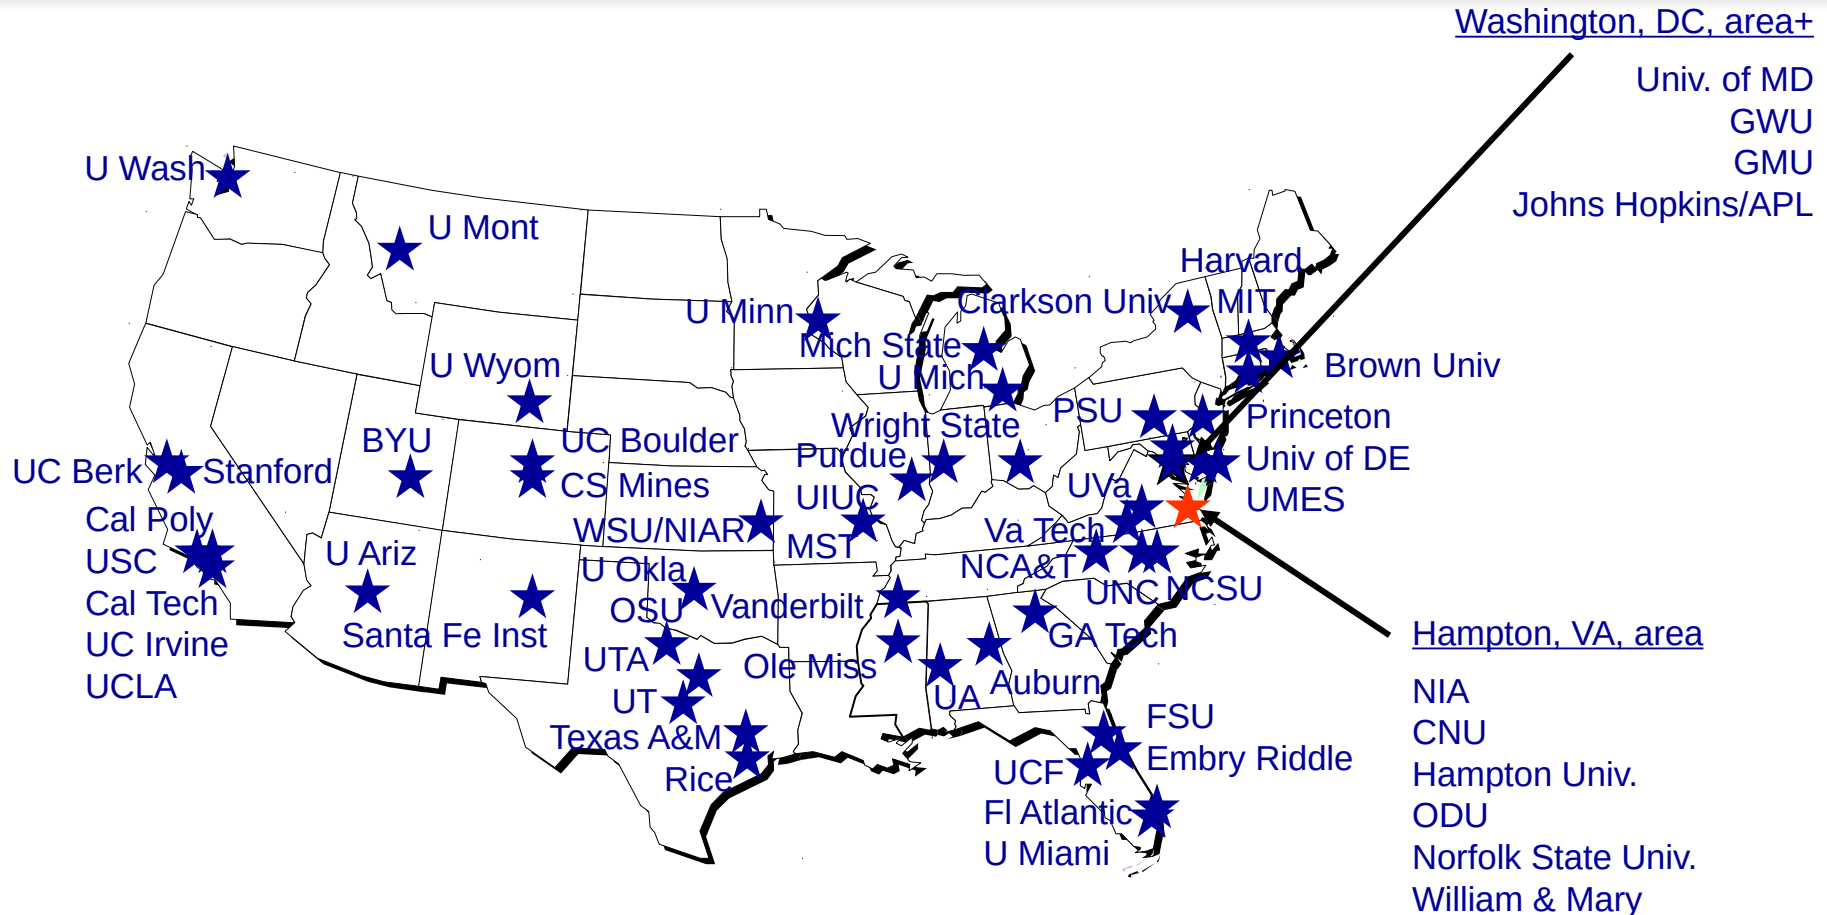 Washington, DC, area+
Univ. of MD
GWU
GMU
Johns Hopkins/APL
U Wash
U Mont
Harvard
Clarkson Univ
MIT
U Minn
Mich State
Brown Univ
U Wyom
U Mich
PSU
Princeton
Wright State
BYU
UC Boulder
Purdue
Univ of DE
UC Berk
Stanford
CS Mines
UIUC
UVa
UMES
Cal Poly
WSU/NIAR
MST
Va Tech
USC
U Ariz
U Okla
NCA&T
Cal Tech
OSU
Vanderbilt
UNC
NCSU
UC Irvine
Santa Fe Inst
GA Tech
Hampton, VA, area
UCLA
UTA
Ole Miss
UA
Auburn
NIA
UT
FSU
CNU
Texas A&M
Embry Riddle
Rice
UCF
Hampton Univ.
Fl Atlantic
ODU
U Miami
Norfolk State Univ.
William & Mary